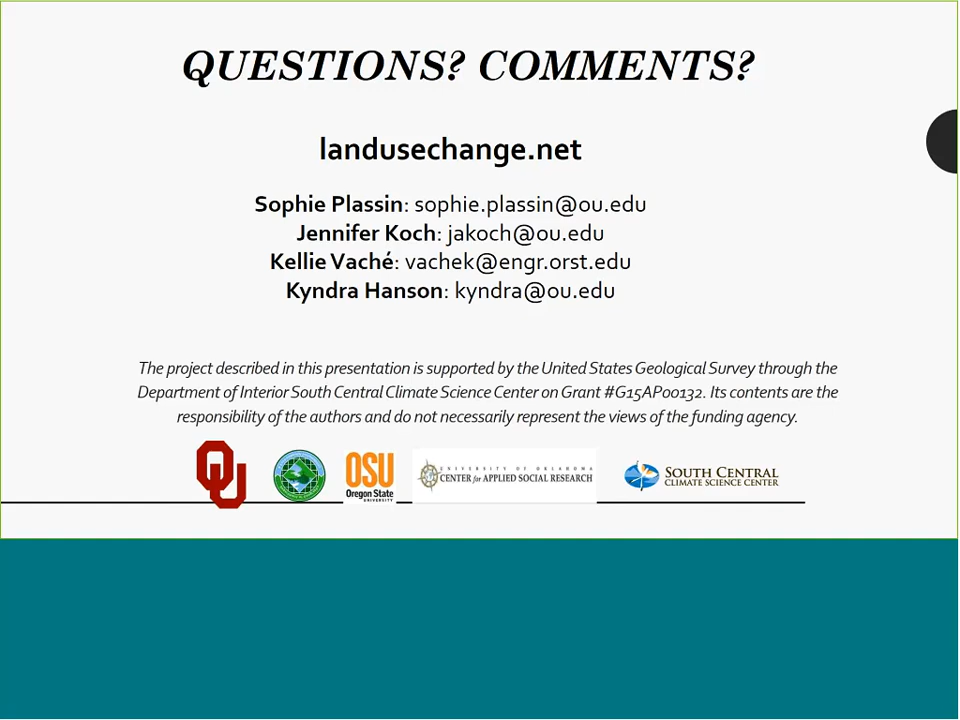 QUESTIONS? COMMENTS?
landusechange.net
Sophie Plassin: sophie.plassin@ou.edu
Jennifer Koch: jakoch@ou.edu
Kellie Vaché: vachek@engr.orst.edu
Kyndra Hanson: kyndra@ou.edu
The project described in this presentation is supported by the United States Geological Survey through the
Department of Interior South Central Climate Science Center on Grant #G15AP00132. Its contents are the
responsibility of the authors and do not necessarily represent the views of the funding agency.
OU
OSU
Oregon State
UNIVERSITY
UNIVERSITY OF OKLAHOMA
CENTER for APPLIED SOCIAL RESEARCH
SOUTH CENTRAL
CLIMATE SCIENCE CENTER